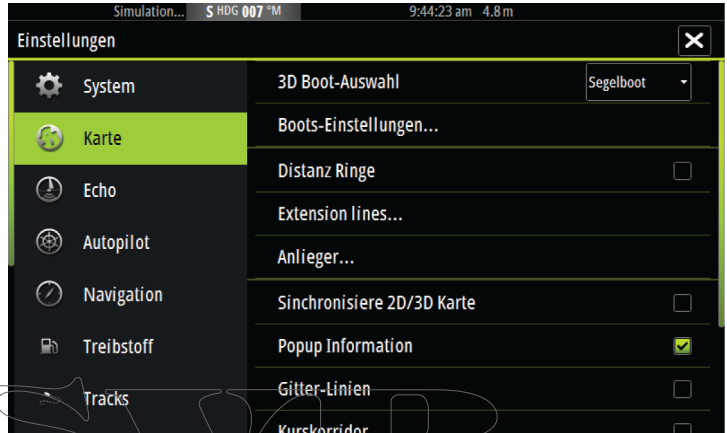 Simulation... S HDG 007 °M 9:44:23 am 4.8 m
Einstellungen
System
Karte
Echo
Autopilot
Navigation
Treibstoff
Tracks
3D Boot-Auswahl Segelboot
Boots-Einstellungen...
Distanz Ringe
Extension lines...
Anlieger...
Sinchronisiere 2D/3D Karte
Popup Information
Gitter-Linien
Kurskorridor